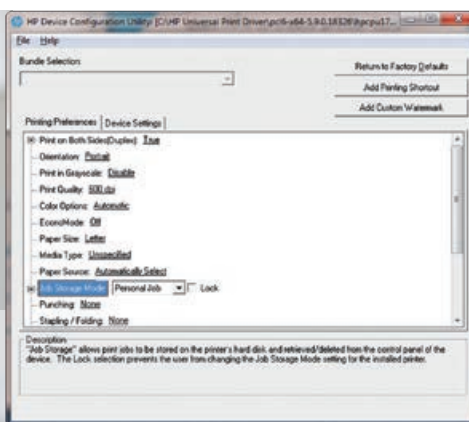 HP Device Configuration Utility: [C:\HP Universal Print Driver\pcl6-x64-5.9.0.18326\hpcpu17...
File Help
Bundle Selection:
Return to Factory Defaults
Add Printing Shortcut
Add Custom Watermark
Printing Preferences Device Settings
Print on Both Sides(Duplex): True
Orientation: Portrait
Print in Grayscale: Disable
Print Quality: 600 dpi
Color Options: Automatic
EconoMode: Off
Paper Size: Letter
Media Type: Unspecified
Paper Source: Automatically Select
Job Storage Mode: Personal Job Lock
Punching: None
Stapling / Folding: None
Description
"Job Storage" allows print jobs to be stored on the printer's hard disk and retrieved/deleted from the control panel of the
device. The Lock selection prevents the user from changing the Job Storage Mode setting for the installed printer.